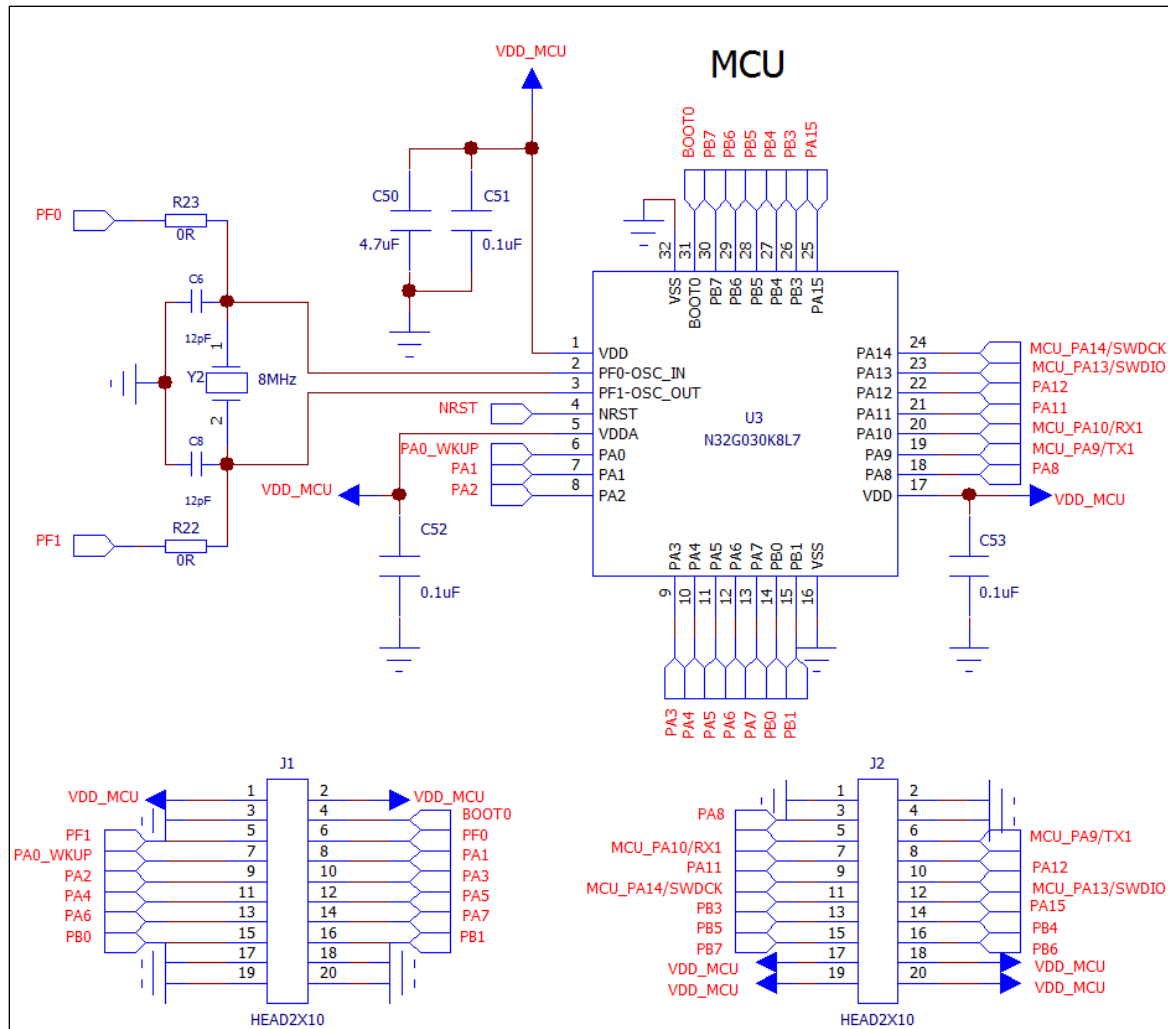 MCU
VDD_MCU
C50
4.7uF
C51
0.1uF
PF0
R23
0R
C6
12pF
1
Y2
8MHz
2
C8
12pF
PF1
R22
0R
BOOT0 PB7 PB6 PB5 PB4 PB3 PA15
32 31 30 29 28 27 26 25
VSS BOOT0 PB7 PB6 PB5 PB4 PB3 PA15
1 VDD
2 PF0-OSC_IN
3 PF1-OSC_OUT
NRST 4 NRST
5 VDDA
PA0_WKUP 6 PA0
PA1 7 PA1
PA2 8 PA2
VDD_MCU
C52
0.1uF
U3
N32G030K8L7
PA14 24 MCU_PA14/SWDCK
PA13 23 MCU_PA13/SWDIO
PA12 22 PA12
PA11 21 PA11
PA10 20 MCU_PA10/RX1
PA9 19 MCU_PA9/TX1
PA8 18 PA8
VDD 17 VDD_MCU
C53
0.1uF
PA3 PA4 PA5 PA6 PA7 PB0 PB1 VSS
9 10 11 12 13 14 15 16
PA3 PA4 PA5 PA6 PA7 PB0 PB1
J1
VDD_MCU 1 2 VDD_MCU
3 4 BOOT0
PF1 5 6 PF0
PA0_WKUP 7 8 PA1
PA2 9 10 PA3
PA4 11 12 PA5
PA6 13 14 PA7
PB0 15 16 PB1
17 18
19 20
HEAD2X10
J2
1 2
PA8 3 4
5 6 MCU_PA9/TX1
MCU_PA10/RX1 7 8
PA11 9 10 PA12
MCU_PA14/SWDCK 11 12 MCU_PA13/SWDIO
PB3 13 14 PA15
PB5 15 16 PB4
PB7 17 18 PB6
VDD_MCU 19 20 VDD_MCU
VDD_MCU VDD_MCU
HEAD2X10